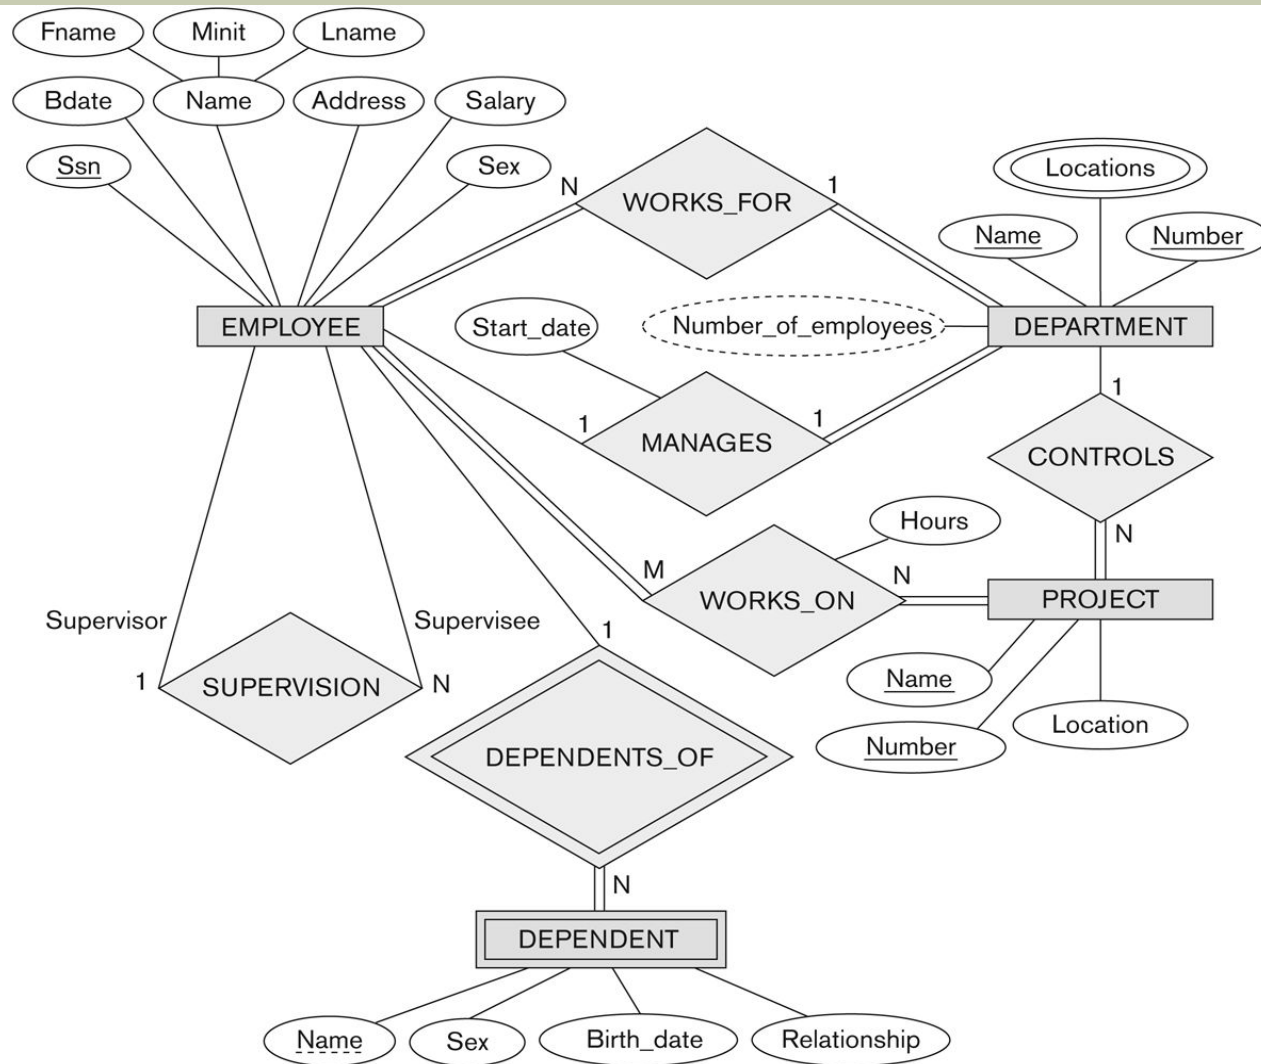 Fname
Minit
Lname
Bdate
Name
Address
Salary
Ssn
Sex
N
WORKS_FOR
1
Locations
Name
Number
EMPLOYEE
Start_date
Number_of_employees
DEPARTMENT
1
MANAGES
1
1
CONTROLS
N
Hours
M
WORKS_ON
N
PROJECT
Supervisor
Supervisee
1
SUPERVISION
N
1
Name
Number
Location
DEPENDENTS_OF
N
DEPENDENT
Name
Sex
Birth_date
Relationship